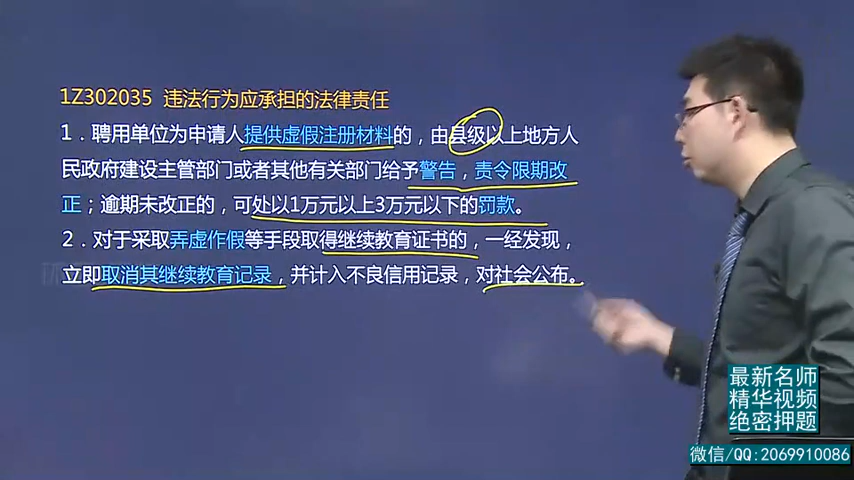 1Z302035 违法行为应承担的法律责任
1．聘用单位为申请人提供虚假注册材料的，由县级以上地方人
民政府建设主管部门或者其他有关部门给予警告，责令限期改
正；逾期未改正的，可处以1万元以上3万元以下的罚款。
2．对于采取弄虚作假等手段取得继续教育证书的，一经发现，
立即取消其继续教育记录，并计入不良信用记录，对社会公布。
最新名师
精华视频
绝密押题
微信/QQ:2069910086